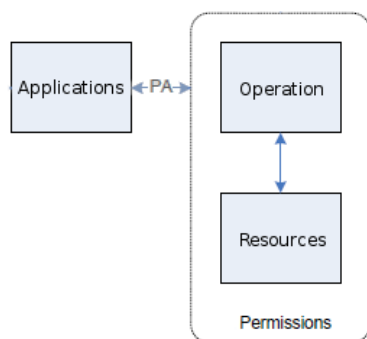 Applications
PA
Operation
Resources
Permissions